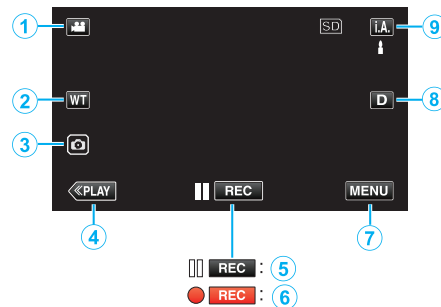 1 SD i.A. 9
2 WT D 8
3
≪PLAY REC MENU
4 7
REC : 5
REC : 6